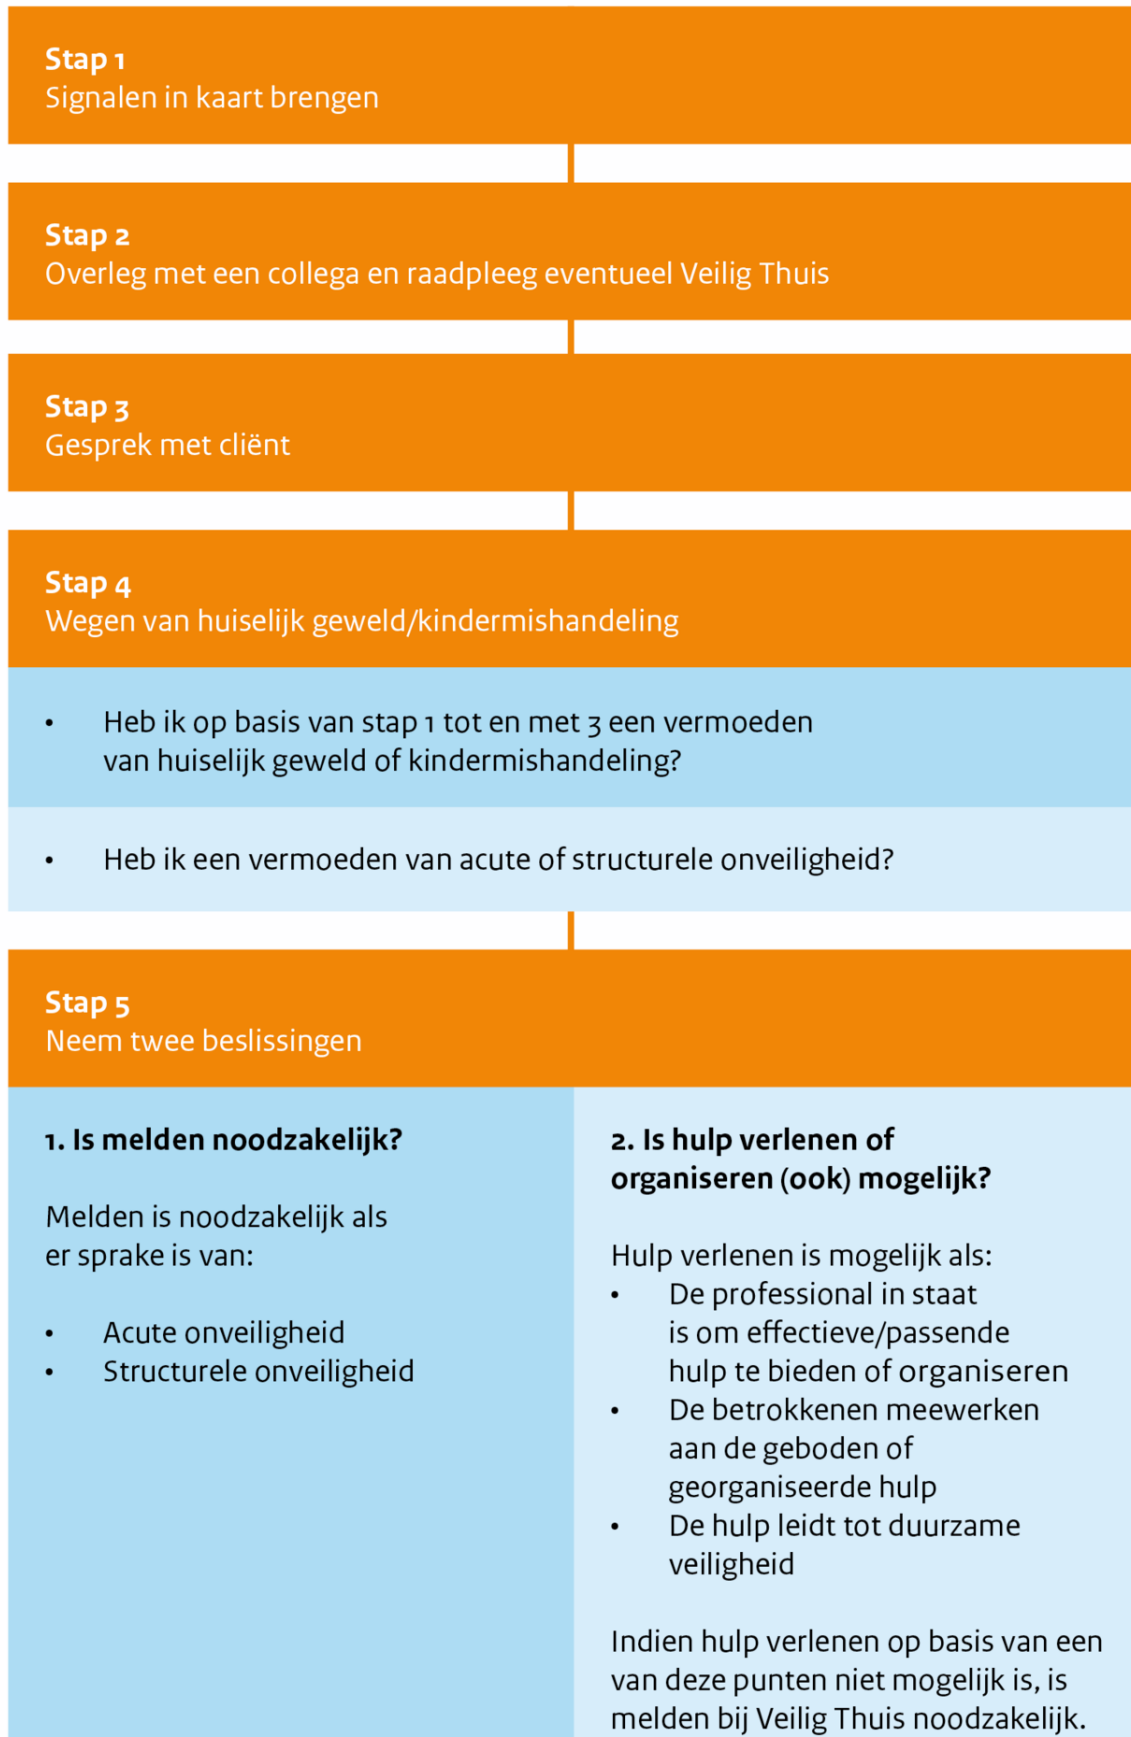 Stap 1
Signalen in kaart brengen
Stap 2
Overleg met een collega en raadpleeg eventueel Veilig Thuis
Stap 3
Gesprek met cliënt
Stap 4
Wegen van huiselijk geweld/kindermishandeling
• Heb ik op basis van stap 1 tot en met 3 een vermoeden
van huiselijk geweld of kindermishandeling?
• Heb ik een vermoeden van acute of structurele onveiligheid?
Stap 5
Neem twee beslissingen
1. Is melden noodzakelijk?
Melden is noodzakelijk als
er sprake is van:
• Acute onveiligheid
• Structurele onveiligheid
2. Is hulp verlenen of
organiseren (ook) mogelijk?
Hulp verlenen is mogelijk als:
• De professional in staat
is om effectieve/passende
hulp te bieden of organiseren
• De betrokkenen meewerken
aan de geboden of
georganiseerde hulp
• De hulp leidt tot duurzame
veiligheid
Indien hulp verlenen op basis van een
van deze punten niet mogelijk is, is
melden bij Veilig Thuis noodzakelijk.